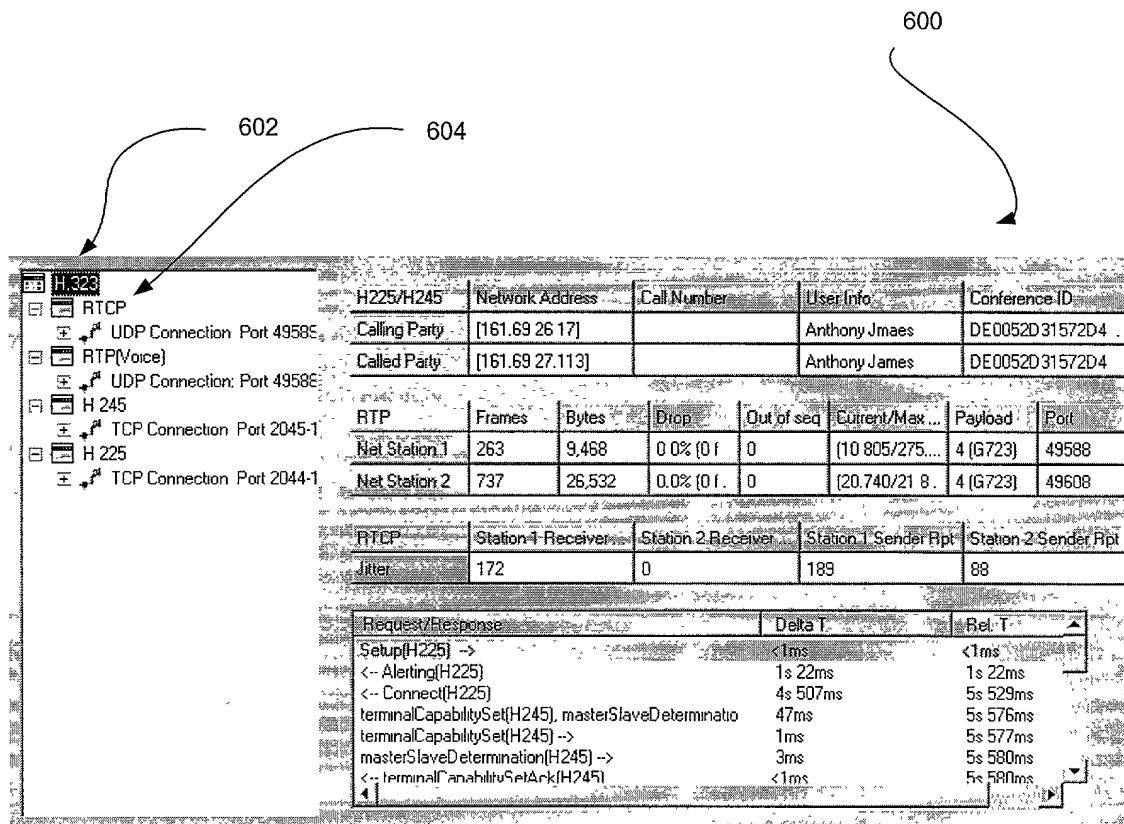 600
602
604
H.323
RTCP
UDP Connection Port 49589
RTP(Voice)
UDP Connection: Port 49588
H 245
TCP Connection Port 2045-1
H 225
TCP Connection Port 2044-1
H225/H245 Network Address Call Number User Info Conference ID
Calling Party [161.69 26 17] Anthony Jmaes DE0052D31572D4 .
Called Party [161.69 27.113] Anthony James DE0052D31572D4
RTP Frames Bytes Drop Out of seq Current/Max ... Payload Port
Net Station 1 263 9,468 0 0% (0 f 0 (10 805/275.... 4 (G723) 49588
Net Station 2 737 26,532 0.0% (0 f . 0 (20.740/21 8 . 4 (G723) 49608
RTCP Station 1 Receiver... Station 2 Receiver... Station 1 Sender Rpt Station 2 Sender Rpt
Jitter 172 0 189 88
Request/Response Delta T Rel. T
Setup(H225) --> <1ms <1ms
<-- Alerting(H225) 1s 22ms 1s 22ms
<-- Connect(H225) 4s 507ms 5s 529ms
terminalCapabilitySet(H245), masterSlaveDeterminatio 47ms 5s 576ms
terminalCapabilitySet(H245) --> 1ms 5s 577ms
masterSlaveDetermination(H245) --> 3ms 5s 580ms
<-- terminalCapabilitySetAck(H245) <1ms 5s 580ms